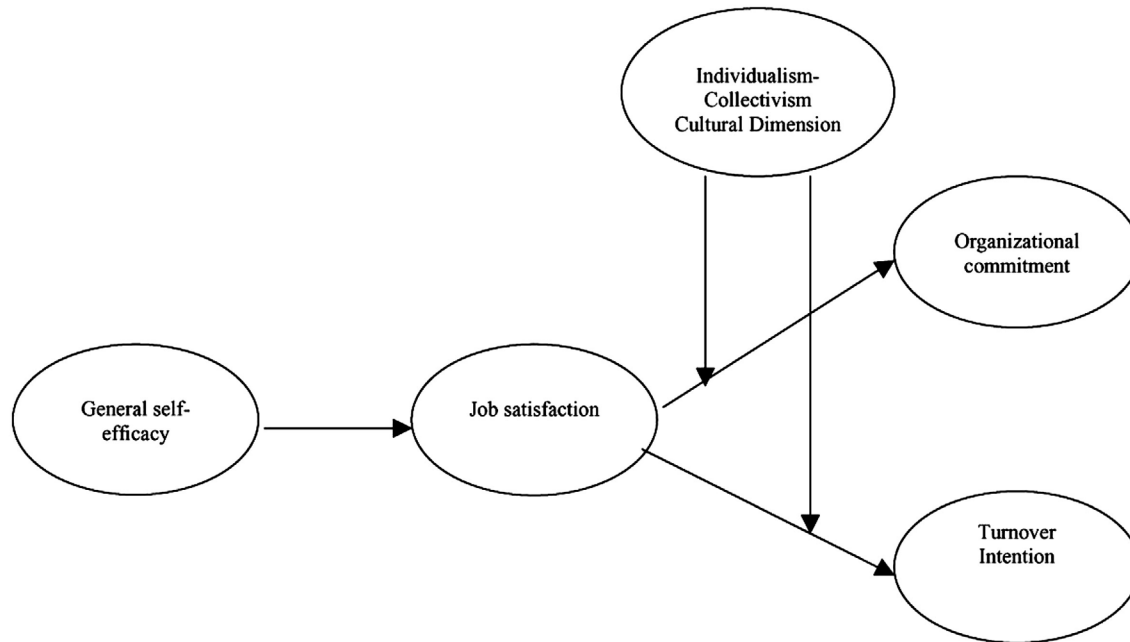 Individualism-
Collectivism
Cultural Dimension
Organizational
commitment
General self-
efficacy
Job satisfaction
Turnover
Intention